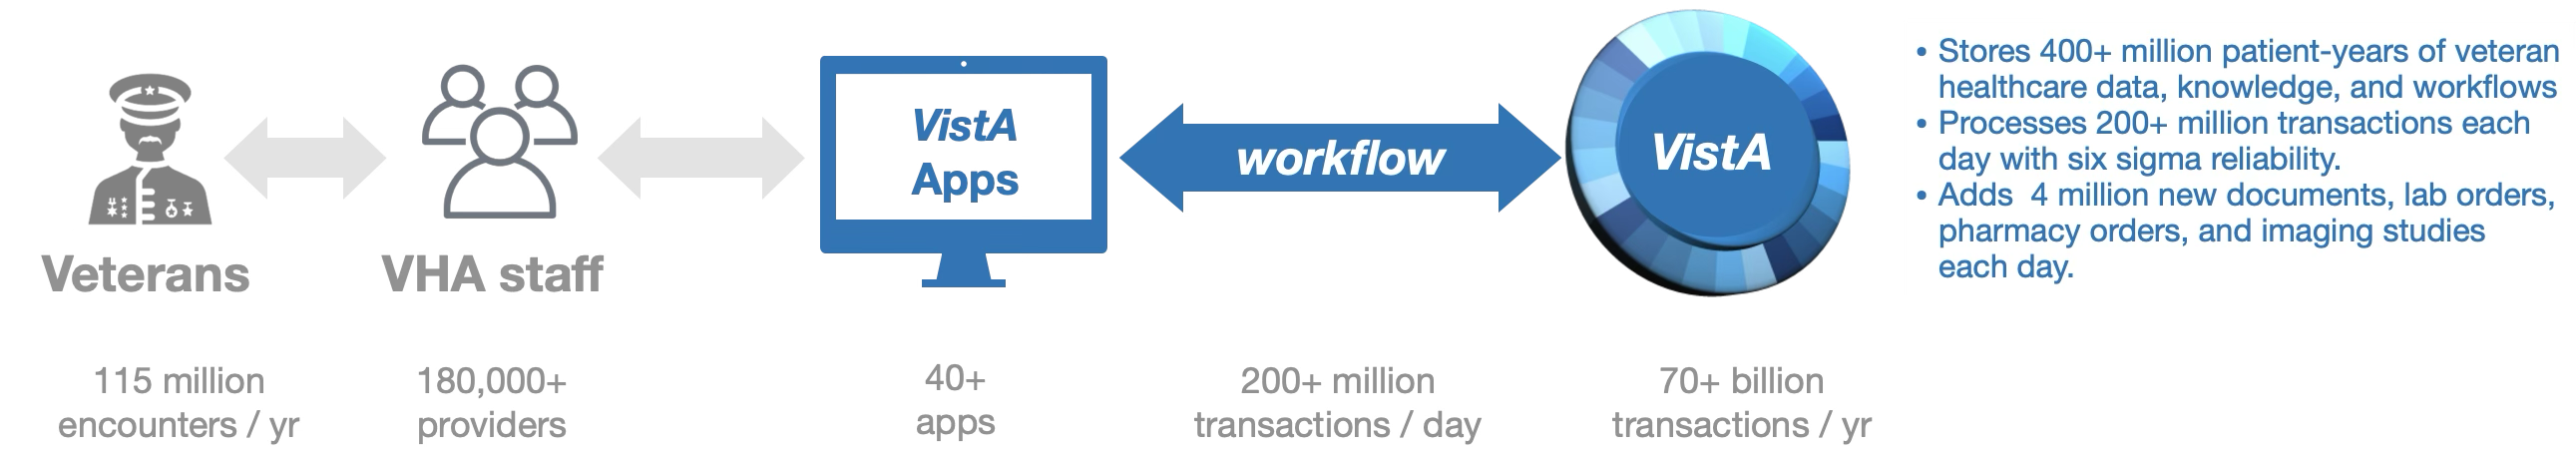 Veterans
115 million
encounters / yr
VHA staff
180,000+
providers
VistA
Apps
40+
apps
workflow
200+ million
transactions / day
VistA
70+ billion
transactions / yr
• Stores 400+ million patient-years of veteran
healthcare data, knowledge, and workflows
• Processes 200+ million transactions each
day with six sigma reliability.
• Adds  4 million new documents, lab orders,
pharmacy orders, and imaging studies
each day.